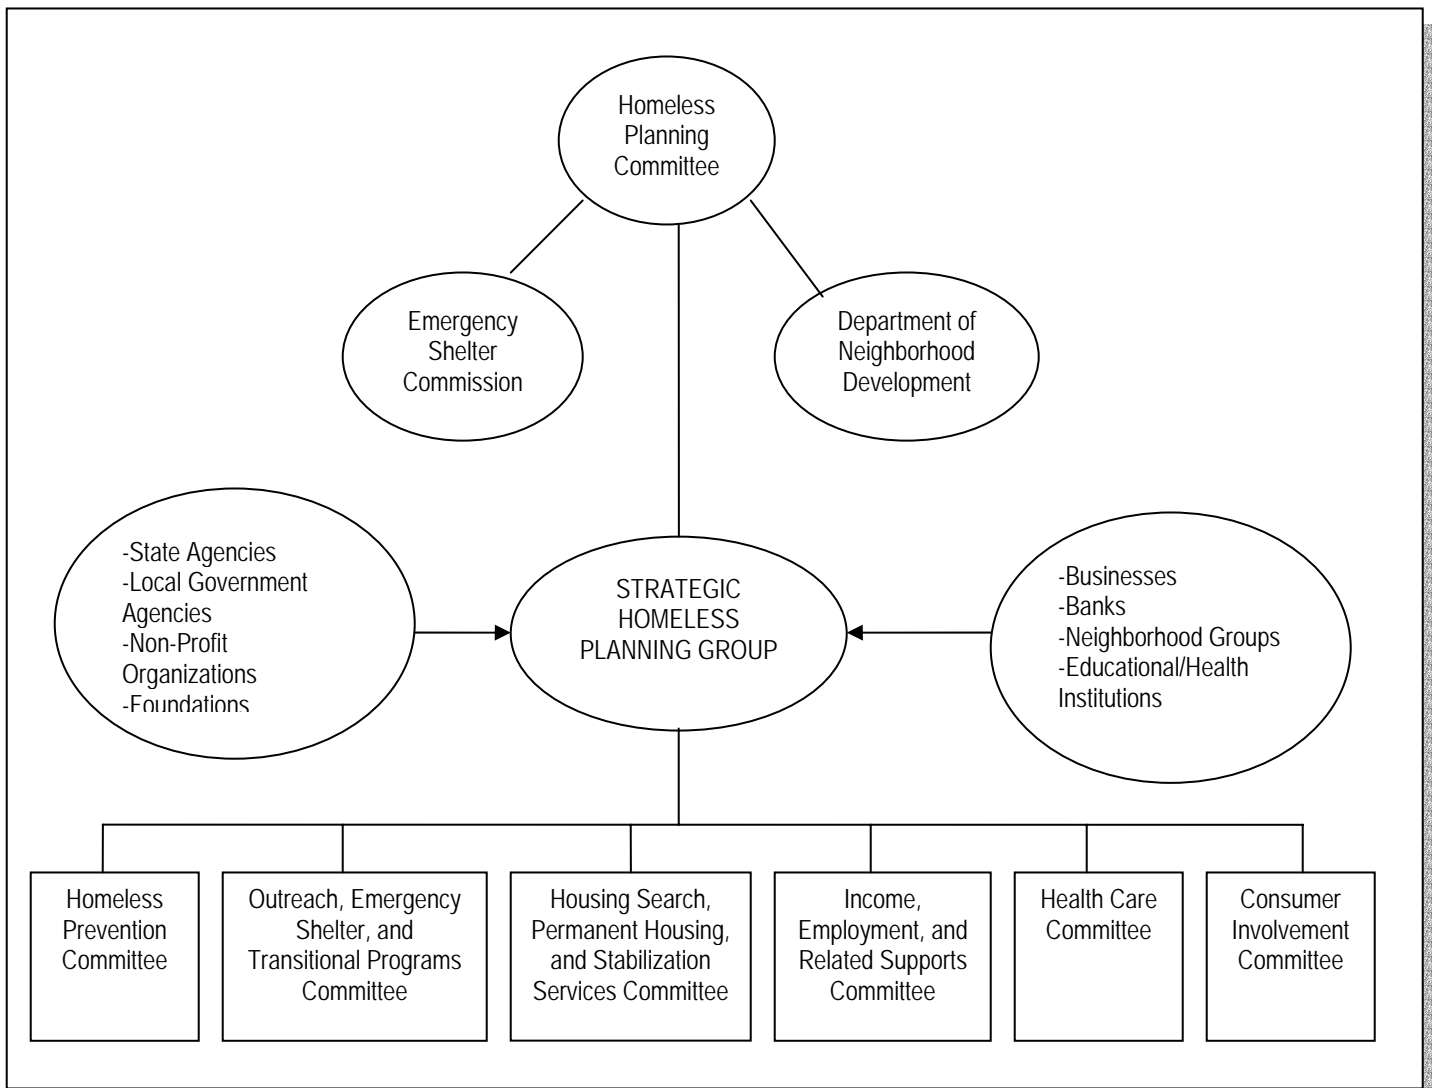 Homeless
Planning
Committee
Emergency
Shelter
Commission
Department of
Neighborhood
Development
-State Agencies
-Local Government
Agencies
-Non-Profit
Organizations
-Foundations
STRATEGIC
HOMELESS
PLANNING GROUP
-Businesses
-Banks
-Neighborhood Groups
-Educational/Health
Institutions
Homeless
Prevention
Committee
Outreach, Emergency
Shelter, and
Transitional Programs
Committee
Housing Search,
Permanent Housing,
and Stabilization
Services Committee
Income,
Employment, and
Related Supports
Committee
Health Care
Committee
Consumer
Involvement
Committee